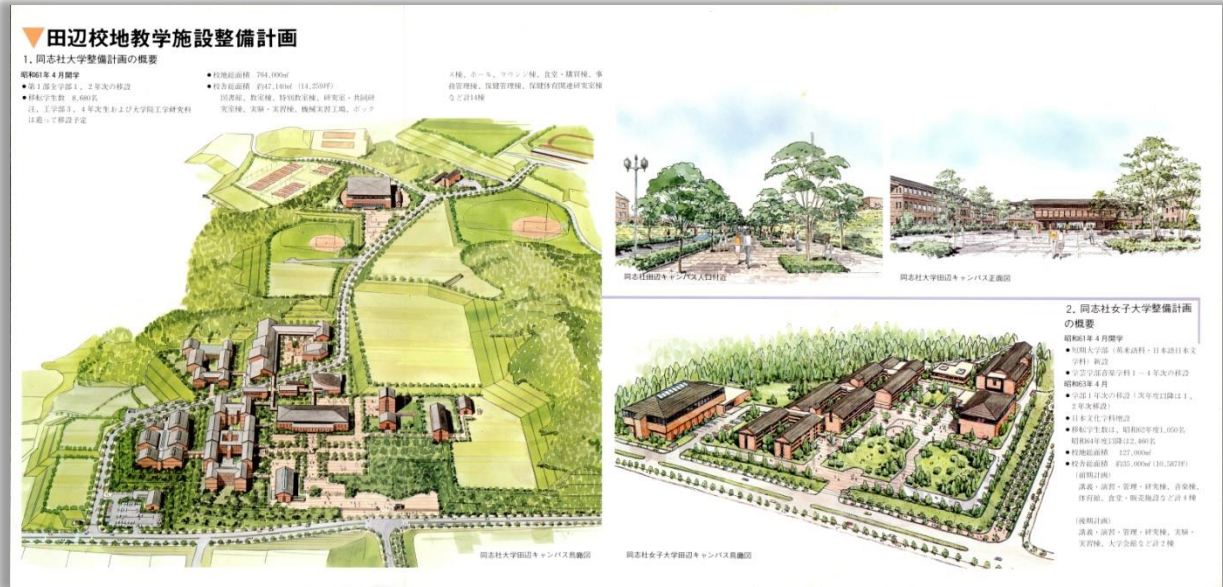 田辺校地教学施設整備計画
1. 同志社大学整備計画の概要
昭和61年4月開学
●第1部全学部1、2年次の移設
●移転学生数 8,680名
注. 工学部3、4年次生および大学院工学研究科
は追って移設予定
●校地総面積 764,000㎡
●校舎総面積 約47,140㎡(14,259坪)
図書館、教室棟、特別教室棟、研究室・共同研
究室棟、実験・実習棟、機械実習工場、ボック
ス棟、ホール、ラウンジ棟、食堂・購買棟、事
務管理棟、保健管理棟、保健体育関連研究室棟
など計14棟
同志社田辺キャンパス入口付近
同志社大学田辺キャンパス正面図
同志社大学田辺キャンパス鳥瞰図
2. 同志社女子大学整備計画
の概要
昭和61年4月開学
●短期大学部(英米語科・日本語日本文
学科)新設
●学芸学部音楽学科1〜4年次の移設
昭和63年4月
●学部1年次の移設(次年度以降は1、
2年次移設)
●日本文化学科増設
●移転学生数は、昭和62年度1,050名
昭和64年度以降は2,460名
●校地総面積 127,000㎡
●校舎総面積 約35,000㎡(10,587坪)
(前期計画)
講義・演習・管理・研究棟、音楽棟、
体育館、食堂・販売施設など計4棟
(後期計画)
講義・演習・管理・研究棟、実験・
実習棟、大学会館など計2棟
同志社女子大学田辺キャンパス鳥瞰図